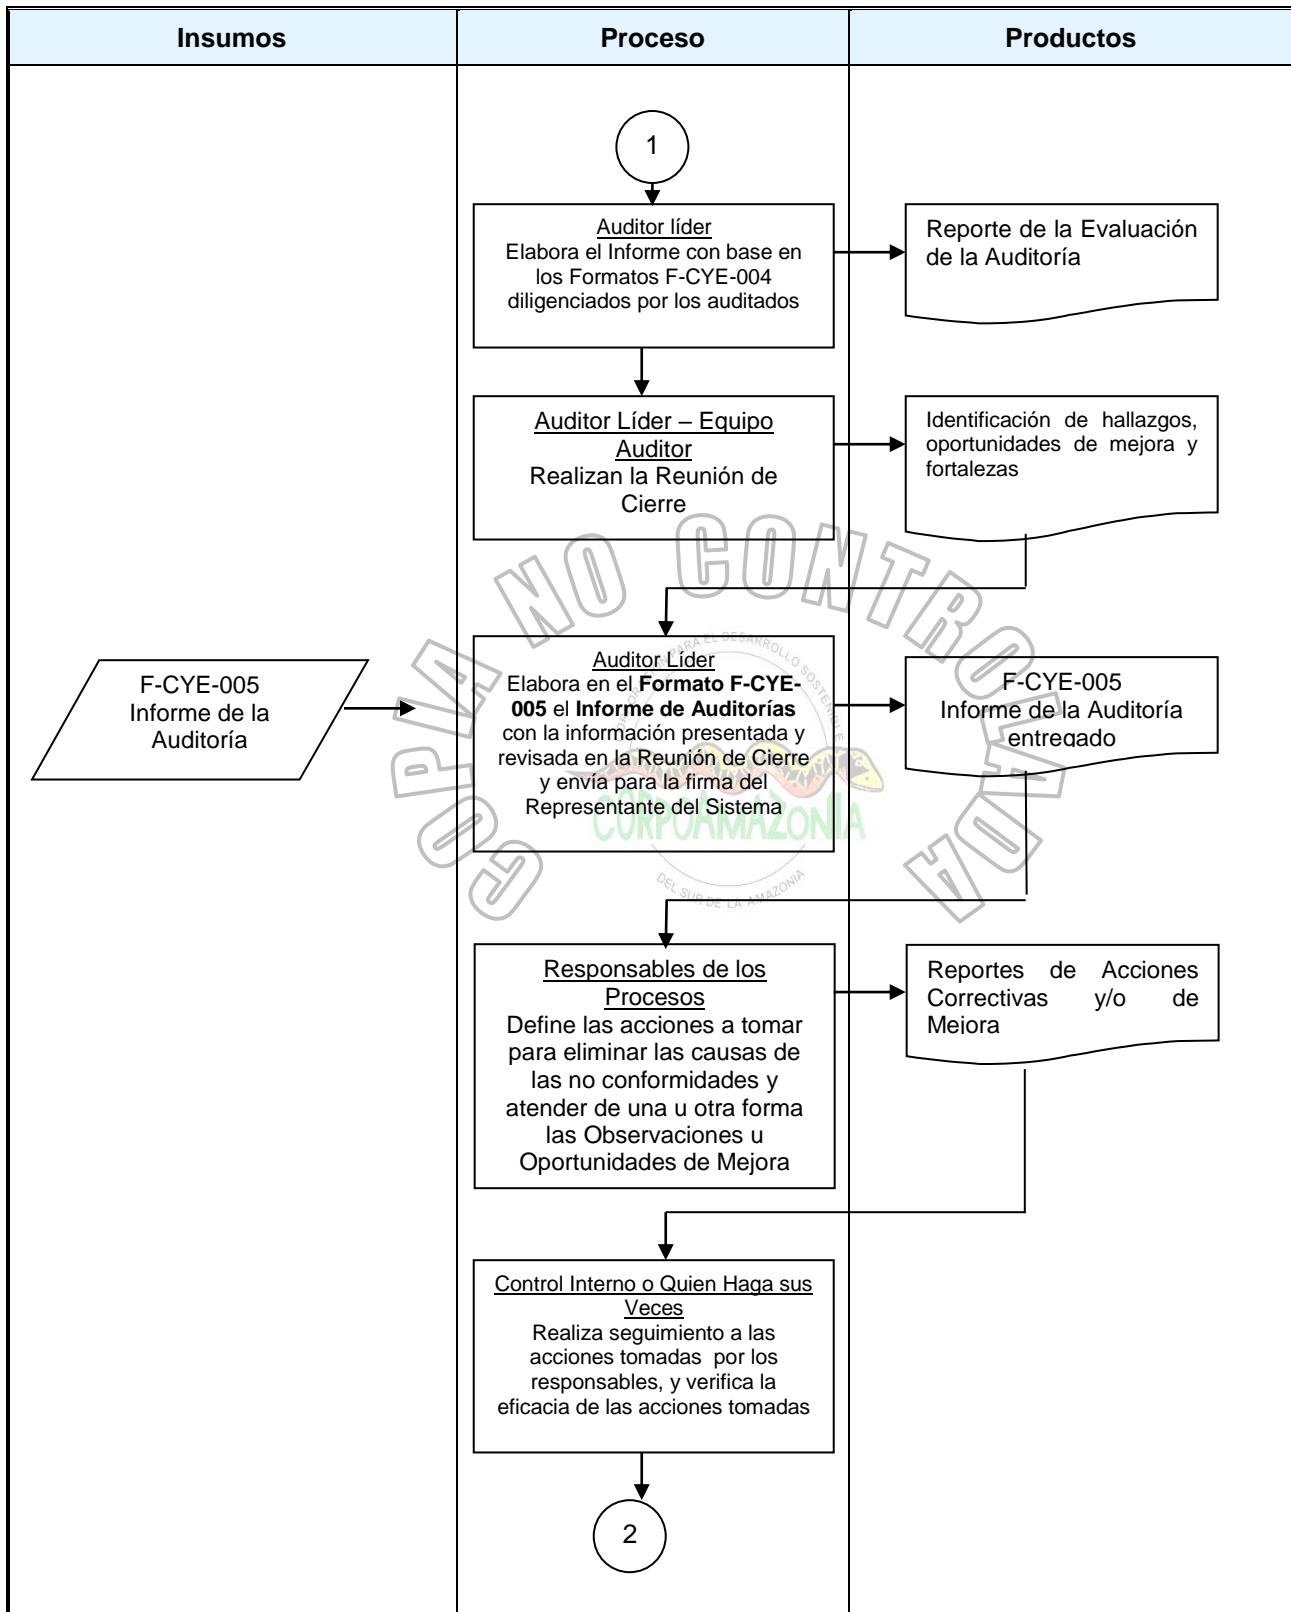 Insumos
Proceso
Productos
1
Auditor líder
Elabora el Informe con base en
los Formatos F-CYE-004
diligenciados por los auditados
Reporte de la Evaluación
de la Auditoría
Auditor Líder – Equipo
Auditor
Realizan la Reunión de
Cierre
Identificación de hallazgos,
oportunidades de mejora y
fortalezas
COPIA NO CONTROLADA
F-CYE-005
Informe de la
Auditoría
Auditor Líder
Elabora en el Formato F-CYE-
005 el Informe de Auditorías
con la información presentada y
revisada en la Reunión de Cierre
y envía para la firma del
Representante del Sistema
F-CYE-005
Informe de la Auditoría
entregado
CORPORACIÓN PARA EL DESARROLLO SOSTENIBLE
CORPOAMAZONIA
DEL SUR DE LA AMAZONIA
Responsables de los
Procesos
Define las acciones a tomar
para eliminar las causas de
las no conformidades y
atender de una u otra forma
las Observaciones u
Oportunidades de Mejora
Reportes de Acciones
Correctivas y/o de
Mejora
Control Interno o Quien Haga sus
Veces
Realiza seguimiento a las
acciones tomadas por los
responsables, y verifica la
eficacia de las acciones tomadas
2